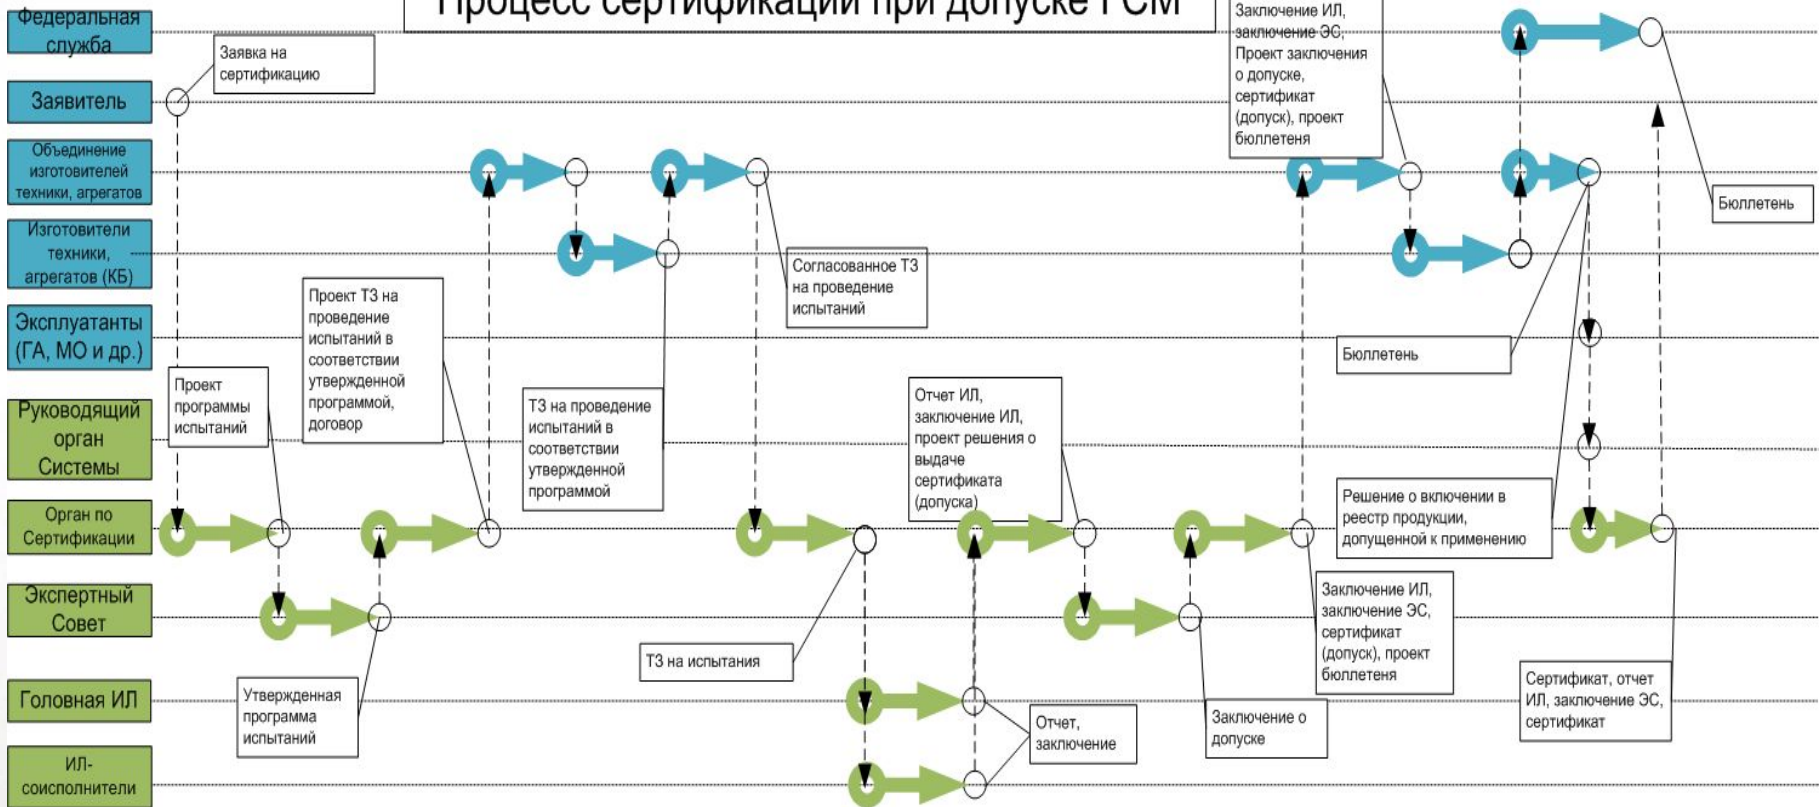 Процесс сертификации при допуске ГСМ
Федеральная
служба
Заявитель
Объединение
изготовителей
техники, агрегатов
Изготовители
техники,
агрегатов (КБ)
Эксплуатанты
(ГА, МО и др.)
Руководящий
орган
Системы
Орган по
Сертификации
Экспертный
Совет
Головная ИЛ
ИЛ-
соисполнители
Заявка на
сертификацию
Проект
программы
испытаний
Утвержденная
программа
испытаний
Проект ТЗ на
проведение
испытаний в
соответствии
утвержденной
программой,
договор
ТЗ на проведение
испытаний в
соответствии
утвержденной
программой
Согласованное ТЗ
на проведение
испытаний
ТЗ на испытания
Отчет ИЛ,
заключение ИЛ,
проект решения о
выдаче
сертификата
(допуска)
Отчет,
заключение
Заключение о
допуске
Заключение ИЛ,
заключение ЭС,
Проект заключения
о допуске,
сертификат
(допуск), проект
бюллетеня
Заключение ИЛ,
заключение ЭС,
сертификат
(допуск), проект
бюллетеня
Бюллетень
Решение о включении в
реестр продукции,
допущенной к применению
Бюллетень
Сертификат, отчет
ИЛ, заключение ЭС,
сертификат